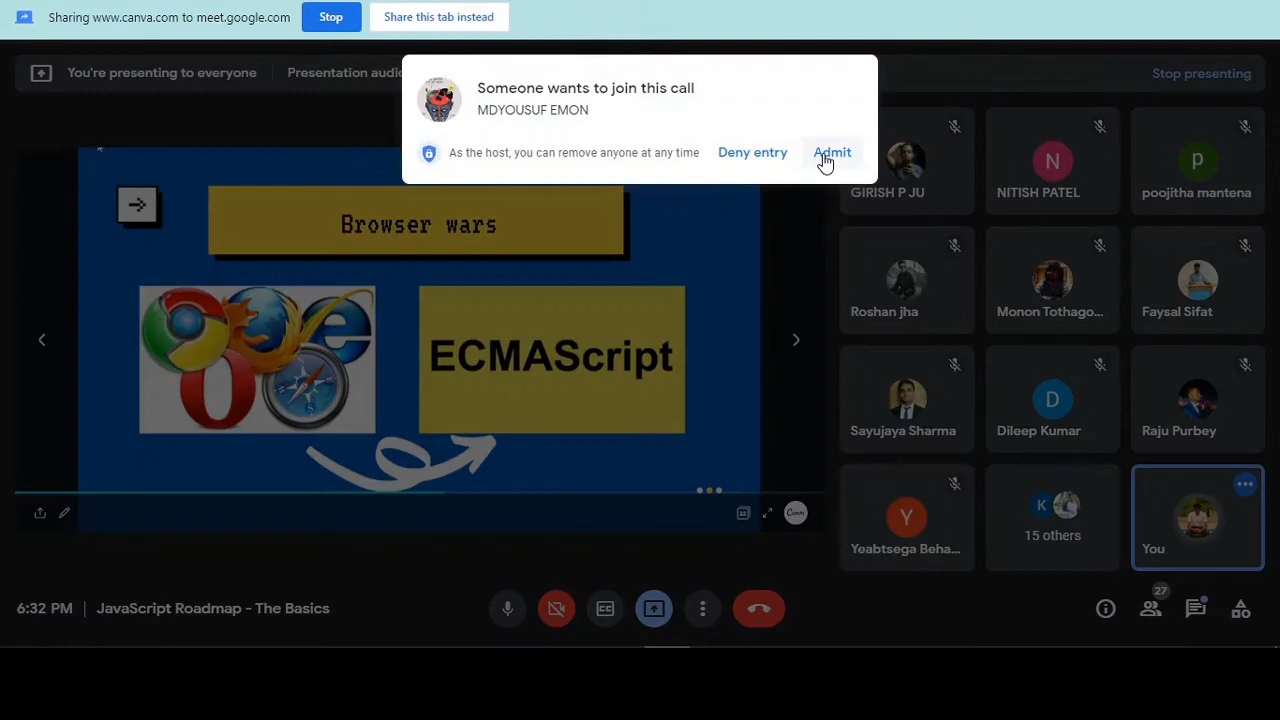 Sharing www.canva.com to meet.google.com
Stop
Share this tab instead
You're presenting to everyone
Presentation audio
Stop presenting
Someone wants to join this call
MDYOUSUF EMON
As the host, you can remove anyone at any time
Deny entry
Admit
Browser wars
ECMAScript
Canva
GIRISH P JU
N
NITISH PATEL
p
poojitha mantena
Roshan jha
Monon Tothago...
Faysal Sifat
Sayujaya Sharma
D
Dileep Kumar
Raju Purbey
Y
Yeabtsega Beha...
K
15 others
You
6:32 PM | JavaScript Roadmap - The Basics
CC
27